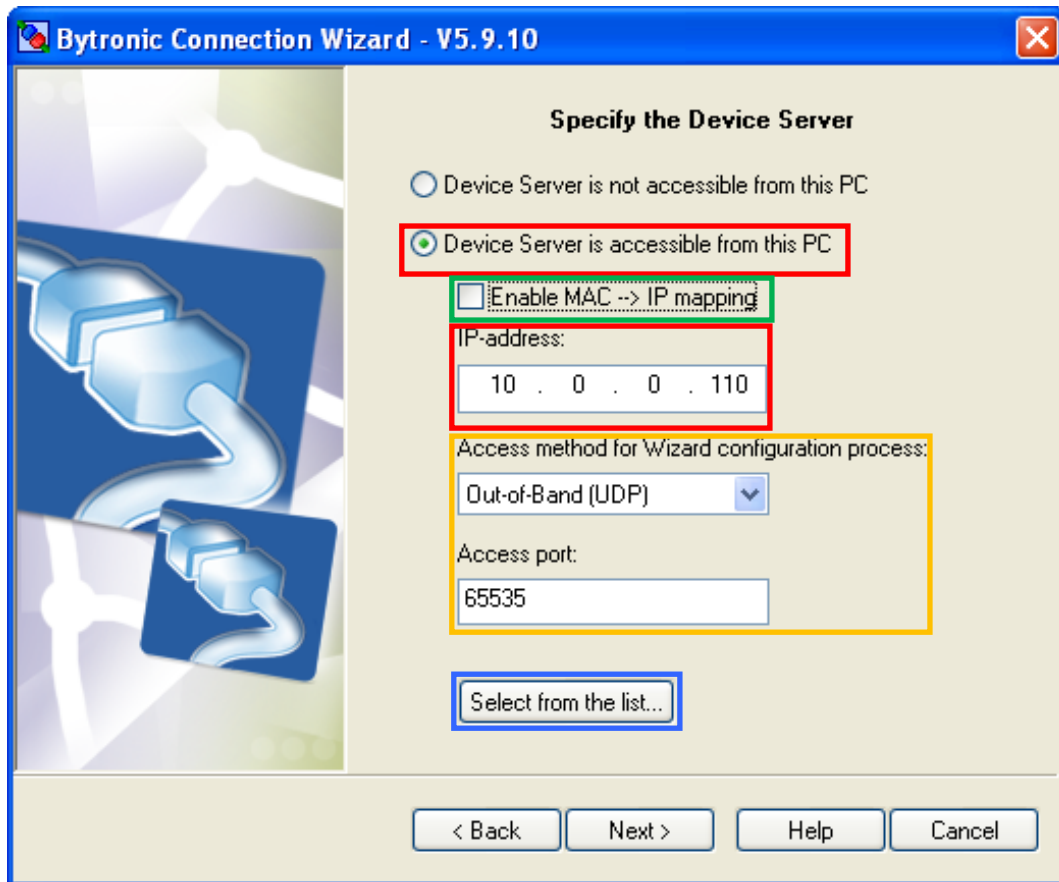 Bytronic Connection Wizard - V5.9.10
Specify the Device Server
Device Server is not accessible from this PC
Device Server is accessible from this PC
Enable MAC --> IP mapping
IP-address:
10 . 0 . 0 . 110
Access method for Wizard configuration process:
Out-of-Band (UDP)
Access port:
65535
Select from the list...
< Back Next > Help Cancel